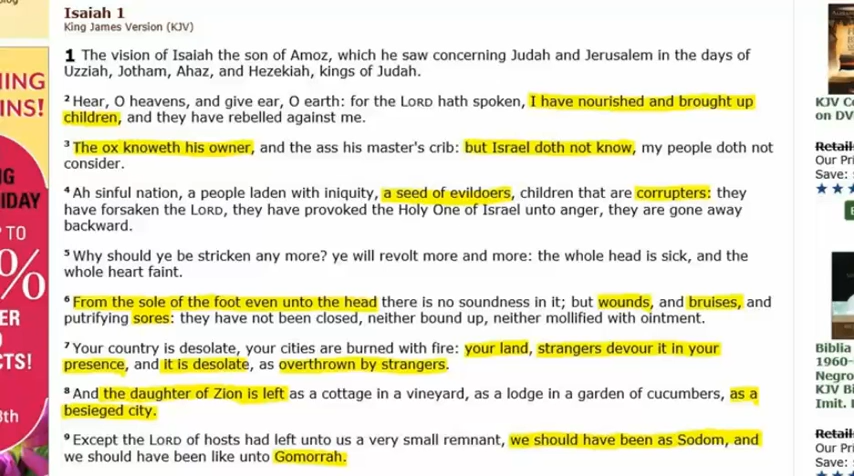 Isaiah 1
King James Version (KJV)
1 The vision of Isaiah the son of Amoz, which he saw concerning Judah and Jerusalem in the days of
Uzziah, Jotham, Ahaz, and Hezekiah, kings of Judah.
2 Hear, O heavens, and give ear, O earth: for the LORD hath spoken, I have nourished and brought up
children, and they have rebelled against me.
3 The ox knoweth his owner, and the ass his master's crib: but Israel doth not know, my people doth not
consider.
4 Ah sinful nation, a people laden with iniquity, a seed of evildoers, children that are corrupters: they
have forsaken the LORD, they have provoked the Holy One of Israel unto anger, they are gone away
backward.
5 Why should ye be stricken any more? ye will revolt more and more: the whole head is sick, and the
whole heart faint.
6 From the sole of the foot even unto the head there is no soundness in it; but wounds, and bruises, and
putrifying sores: they have not been closed, neither bound up, neither mollified with ointment.
7 Your country is desolate, your cities are burned with fire: your land, strangers devour it in your
presence, and it is desolate, as overthrown by strangers.
8 And the daughter of Zion is left as a cottage in a vineyard, as a lodge in a garden of cucumbers, as a
besieged city.
9 Except the LORD of hosts had left unto us a very small remnant, we should have been as Sodom, and
we should have been like unto Gomorrah.
ING
INS!
G
IDAY
P TO
%
ER
CTS!
8th
KJV C
on DV
Retail
Our Pri
Save:
Biblia
1960-
Negro
KJV Bi
Imit.
Retail
Our Pri
Save: